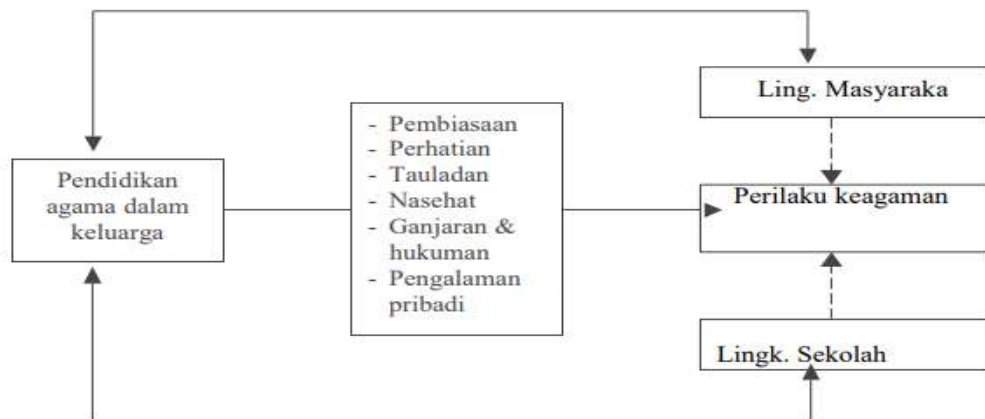 Ling. Masyaraka
- Pembiasaan
- Perhatian
- Tauladan
- Nasehat
- Ganjaran &
hukuman
- Pengalaman
pribadi
Pendidikan
agama dalam
keluarga
Perilaku keagaman
Lingk. Sekolah